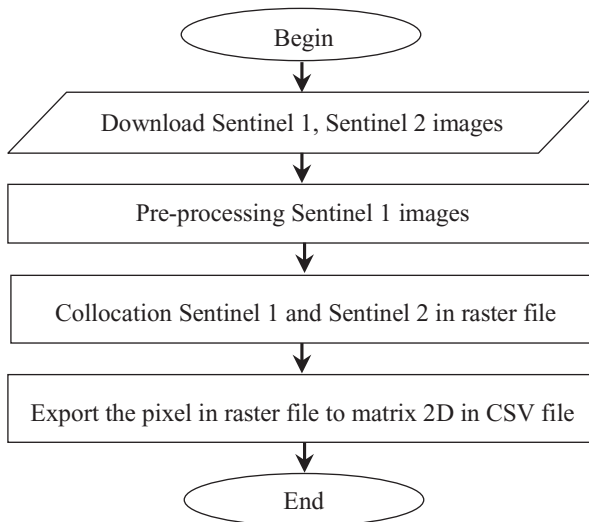 Begin
Download Sentinel 1, Sentinel 2 images
Pre-processing Sentinel 1 images
Collocation Sentinel 1 and Sentinel 2 in raster file
Export the pixel in raster file to matrix 2D in CSV file
End